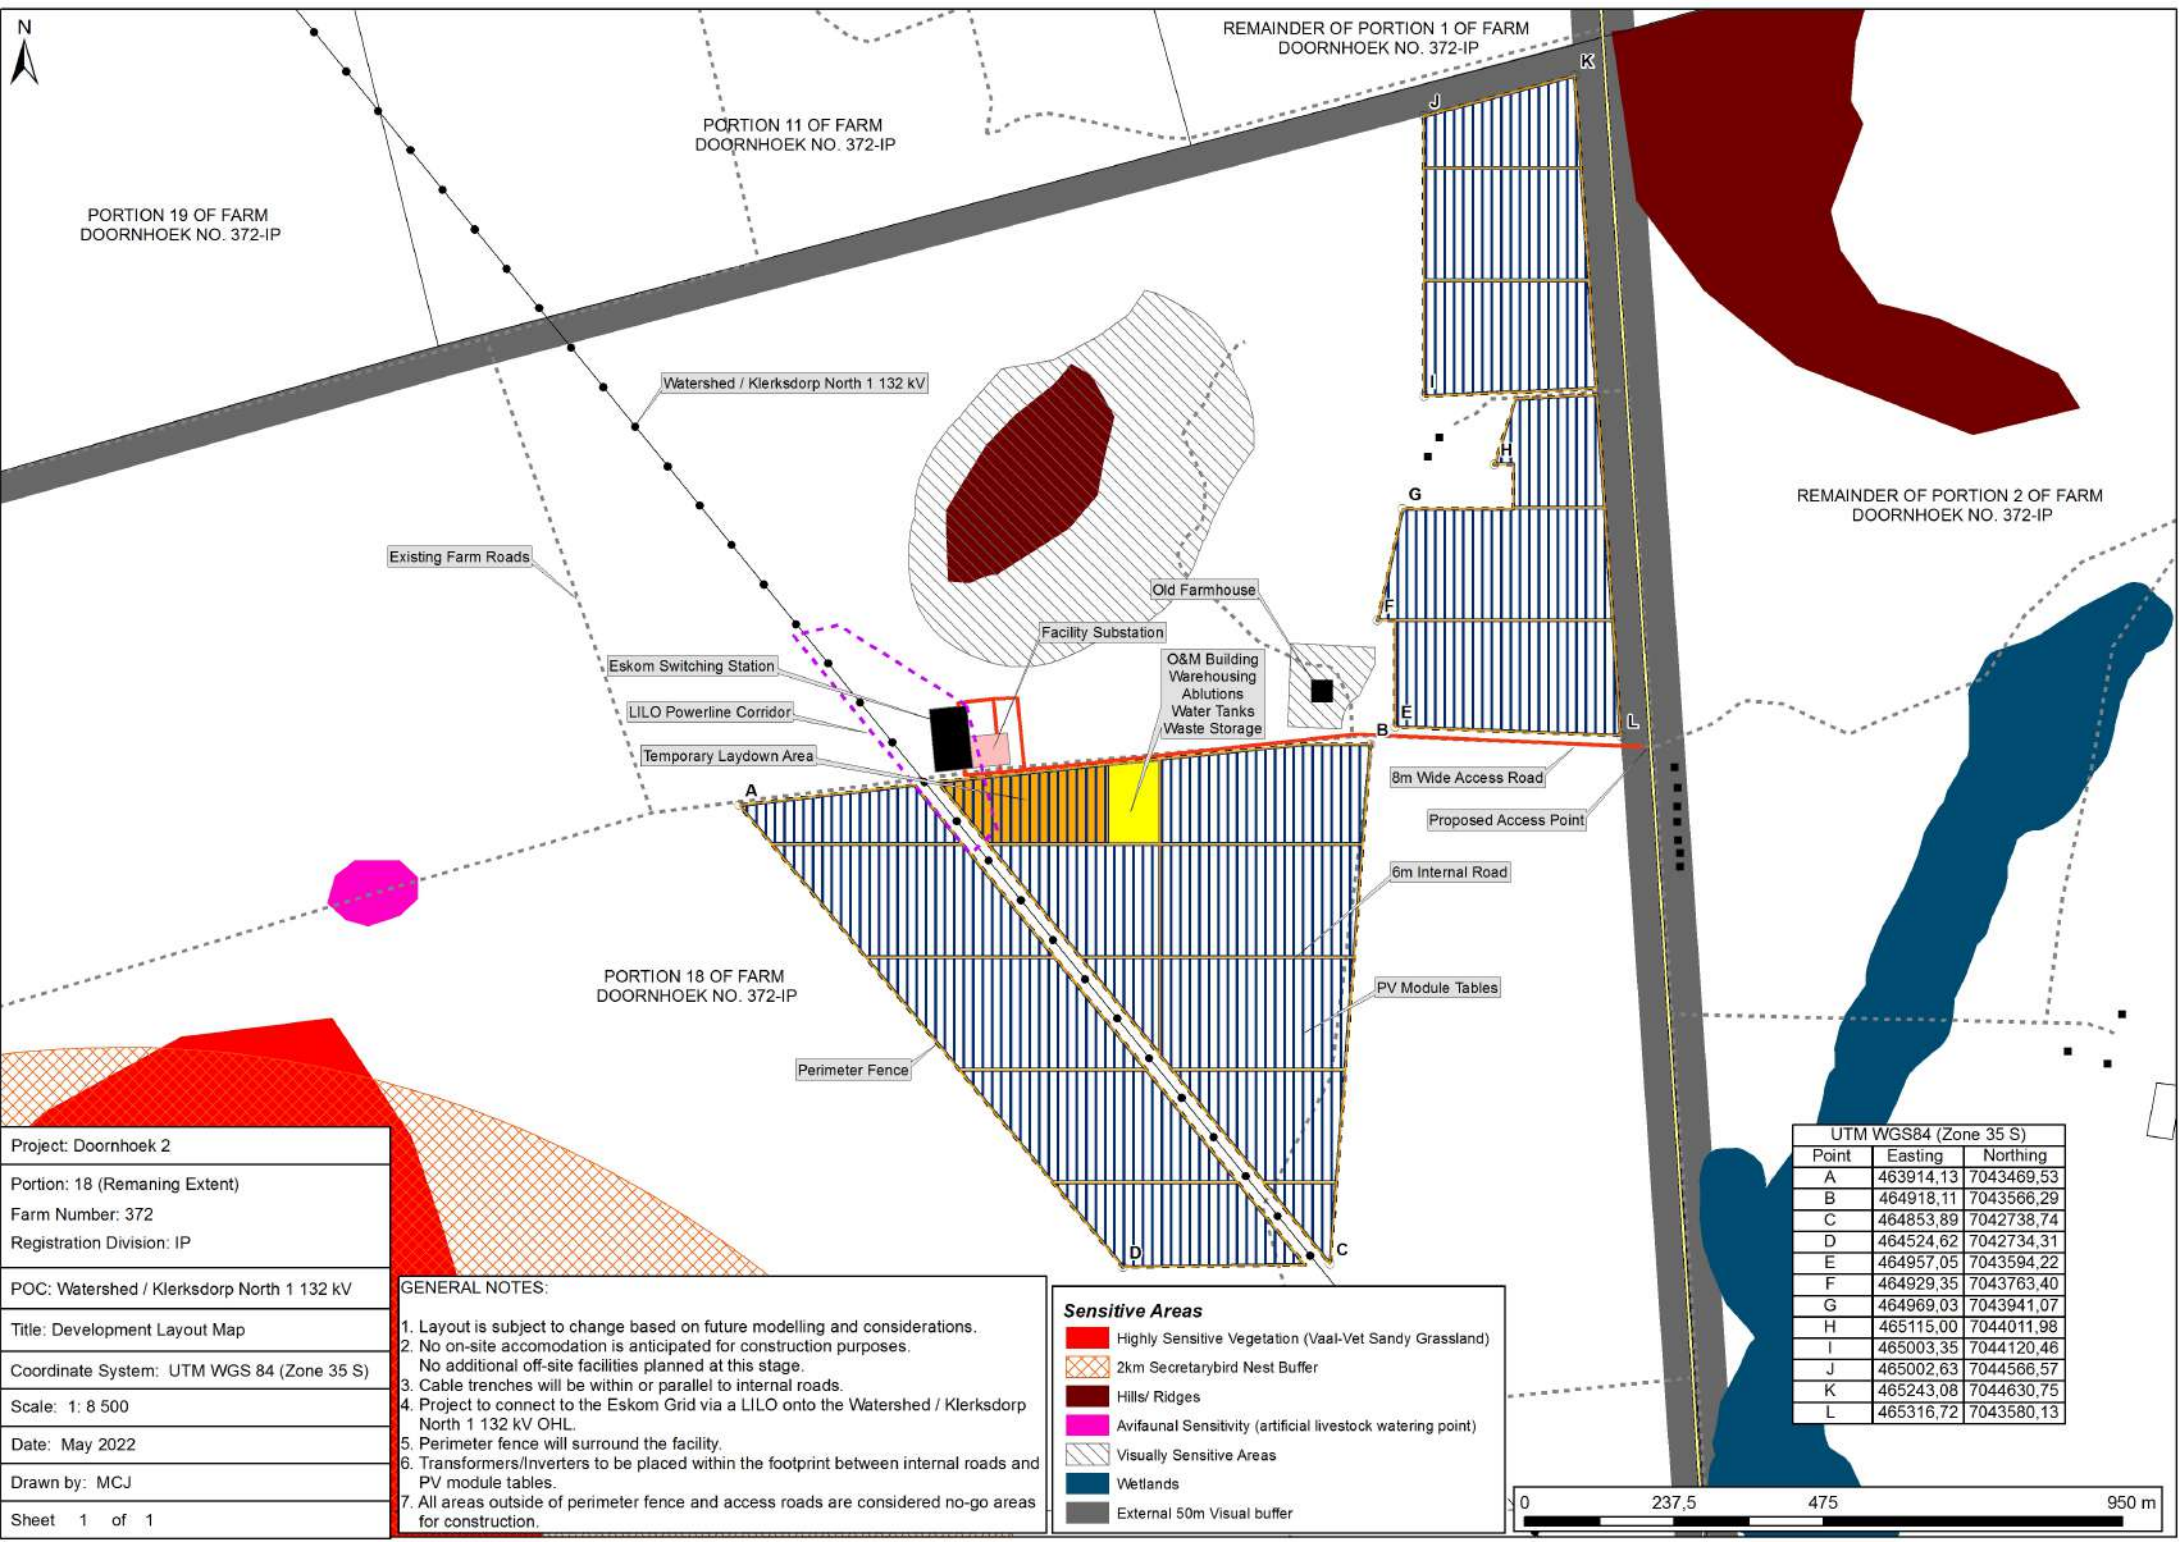 N
REMAINDER OF PORTION 1 OF FARM
DOORNHOEK NO. 372-IP
K
J
PORTION 11 OF FARM
DOORNHOEK NO. 372-IP
PORTION 19 OF FARM
DOORNHOEK NO. 372-IP
Watershed / Klerksdorp North 1 132 kV
I
H
G
REMAINDER OF PORTION 2 OF FARM
DOORNHOEK NO. 372-IP
Existing Farm Roads
Old Farmhouse
F
Facility Substation
Eskom Switching Station
O&M Building
Warehousing
Ablutions
Water Tanks
Waste Storage
LILO Powerline Corridor
E
L
B
Temporary Laydown Area
8m Wide Access Road
A
Proposed Access Point
6m Internal Road
PORTION 18 OF FARM
DOORNHOEK NO. 372-IP
PV Module Tables
Perimeter Fence
D
C
Project: Doornhoek 2
Portion: 18 (Remaning Extent)
Farm Number: 372
Registration Division: IP
POC: Watershed / Klerksdorp North 1 132 kV
Title: Development Layout Map
Coordinate System: UTM WGS 84 (Zone 35 S)
Scale: 1: 8 500
Date: May 2022
Drawn by: MCJ
Sheet 1 of 1
GENERAL NOTES:
1. Layout is subject to change based on future modelling and considerations.
2. No on-site accomodation is anticipated for construction purposes.
No additional off-site facilities planned at this stage.
3. Cable trenches will be within or parallel to internal roads.
4. Project to connect to the Eskom Grid via a LILO onto the Watershed / Klerksdorp
North 1 132 kV OHL.
5. Perimeter fence will surround the facility.
6. Transformers/Inverters to be placed within the footprint between internal roads and
PV module tables.
7. All areas outside of perimeter fence and access roads are considered no-go areas
for construction.
Sensitive Areas
Highly Sensitive Vegetation (Vaal-Vet Sandy Grassland)
2km Secretarybird Nest Buffer
Hills/ Ridges
Avifaunal Sensitivity (artificial livestock watering point)
Visually Sensitive Areas
Wetlands
External 50m Visual buffer
UTM WGS84 (Zone 35 S)
Point Easting Northing
A 463914,13 7043469,53
B 464918,11 7043566,29
C 464853,89 7042738,74
D 464524,62 7042734,31
E 464957,05 7043594,22
F 464929,35 7043763,40
G 464969,03 7043941,07
H 465115,00 7044011,98
I 465003,35 7044120,46
J 465002,63 7044566,57
K 465243,08 7044630,75
L 465316,72 7043580,13
0 237,5 475 950 m